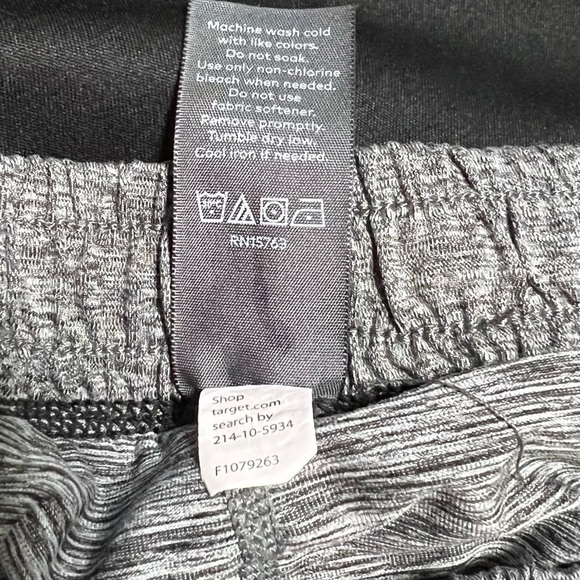 Machine wash cold
with like colors.
Do not soak.
Use only non-chlorine
bleach when needed.
Do not use
fabric softener.
Remove promptly.
Tumble dry low.
Cool iron if needed.
RN15763
Shop
target.com
search by
214-10-5934
F1079263